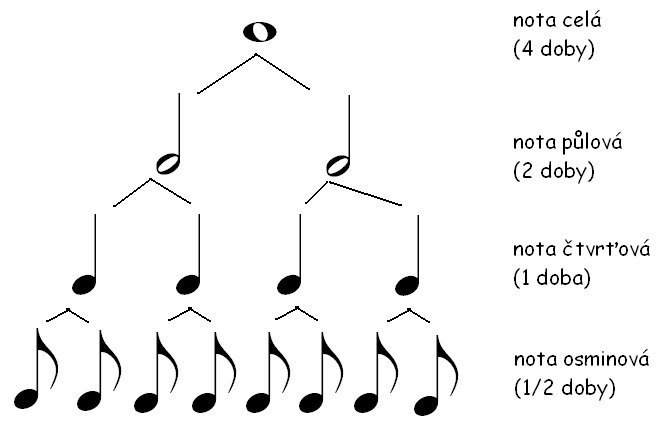 nota celá
(4 doby)
nota půlová
(2 doby)
nota čtvrťová
(1 doba)
nota osminová
(1/2 doby)